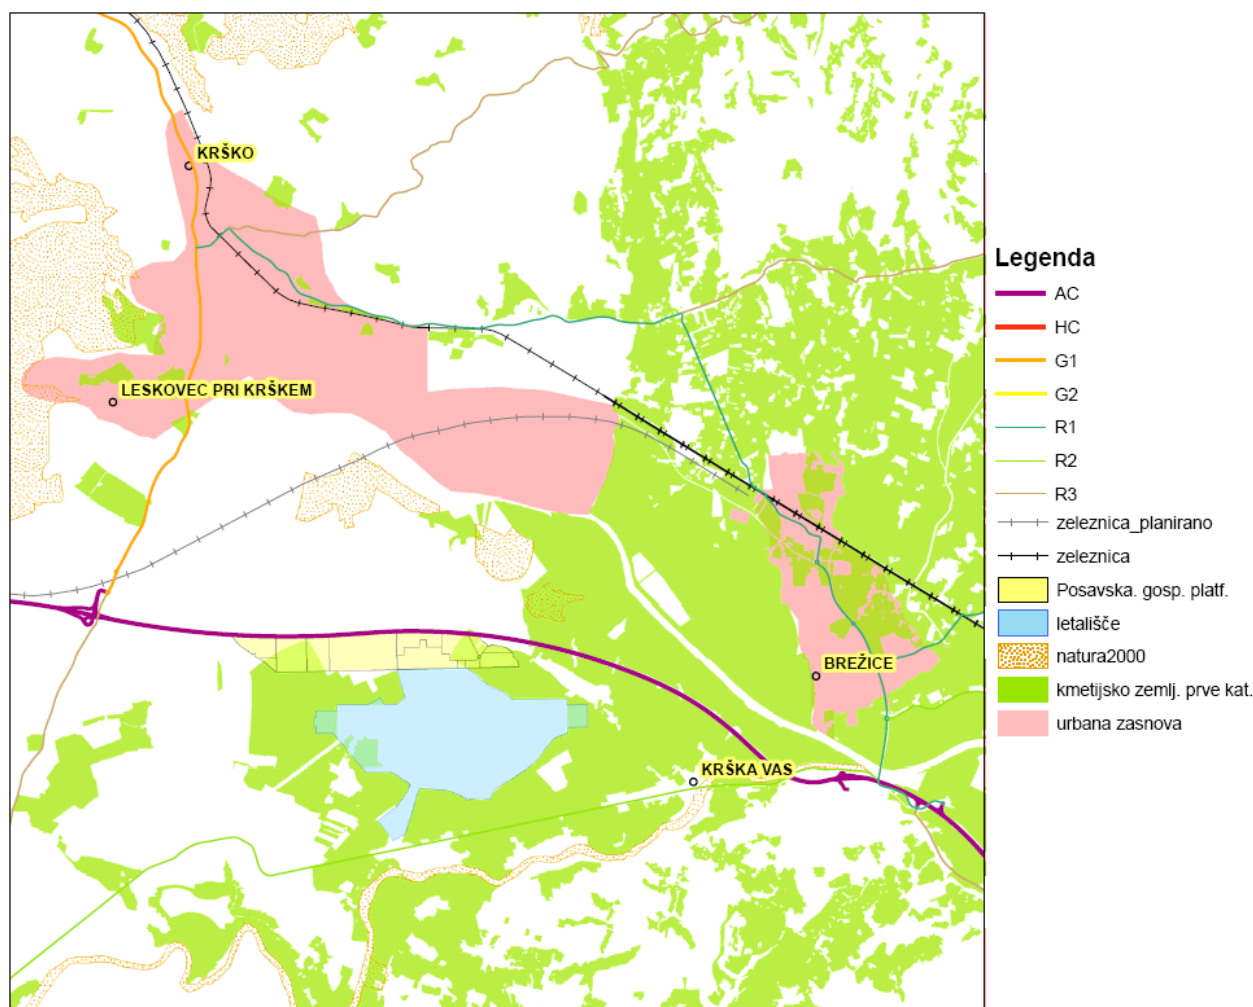 KRŠKO
LESKOVEC PRI KRŠKEM
BREŽICE
KRŠKA VAS
Legenda
AC
HC
G1
G2
R1
R2
R3
zeleznica_planirano
zeleznica
Posavska. gosp. platf.
letališče
natura2000
kmetijsko zemlj. prve kat.
urbana zasnova